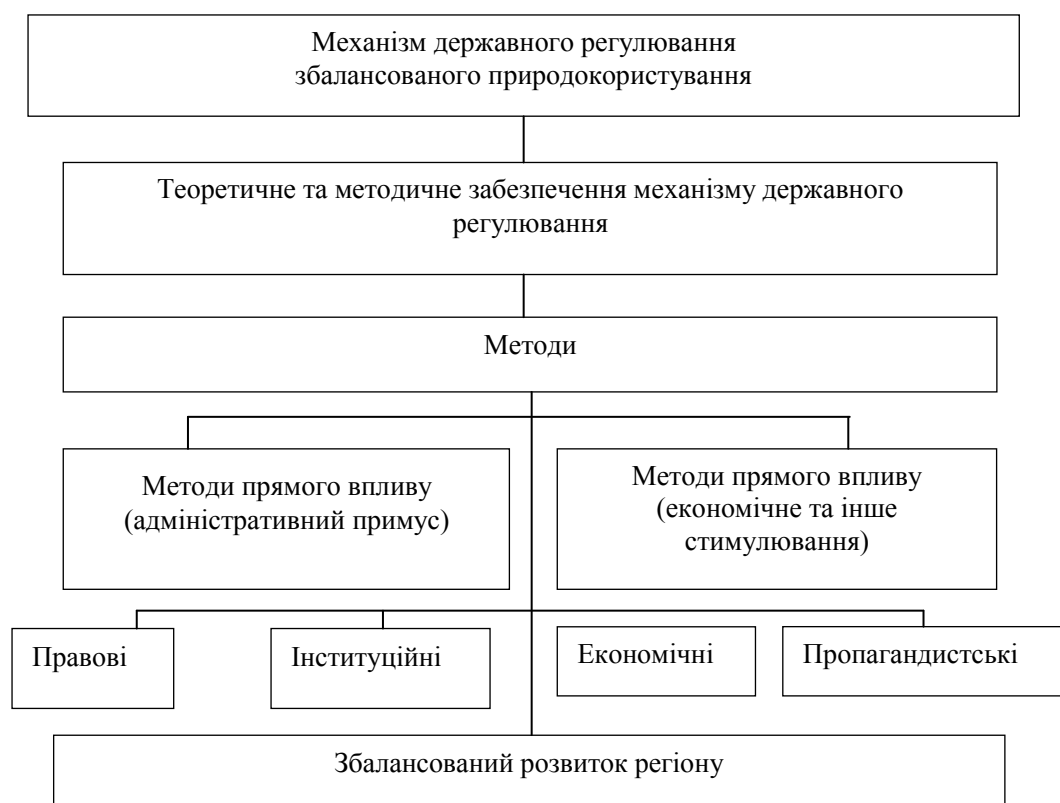 Механізм державного регулювання
збалансованого природокористування
Теоретичне та методичне забезпечення механізму державного
регулювання
Методи
Методи прямого впливу
(адміністративний примус)
Методи прямого впливу
(економічне та інше
стимулювання)
Правові
Інституційні
Економічні
Пропагандистські
Збалансований розвиток регіону